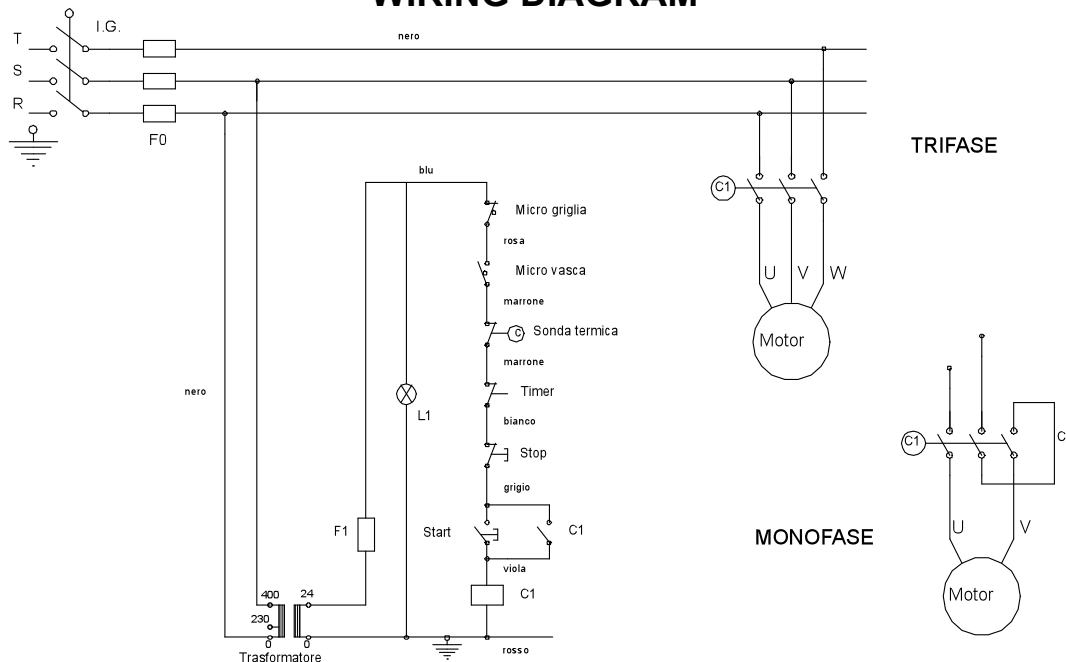 WIRING DIAGRAM
I.G.
T
nero
S
R
F0
TRIFASE
blu
C1
Micro griglia
rosa
U
V
W
Micro vasca
marrone
Sonda termica
C
Motor
marrone
nero
Timer
L1
bianco
C1
C
Stop
grigio
F1
Start
C1
U
V
MONOFASE
viola
400
24
C1
Motor
230
0
0
rosso
Trasformatore